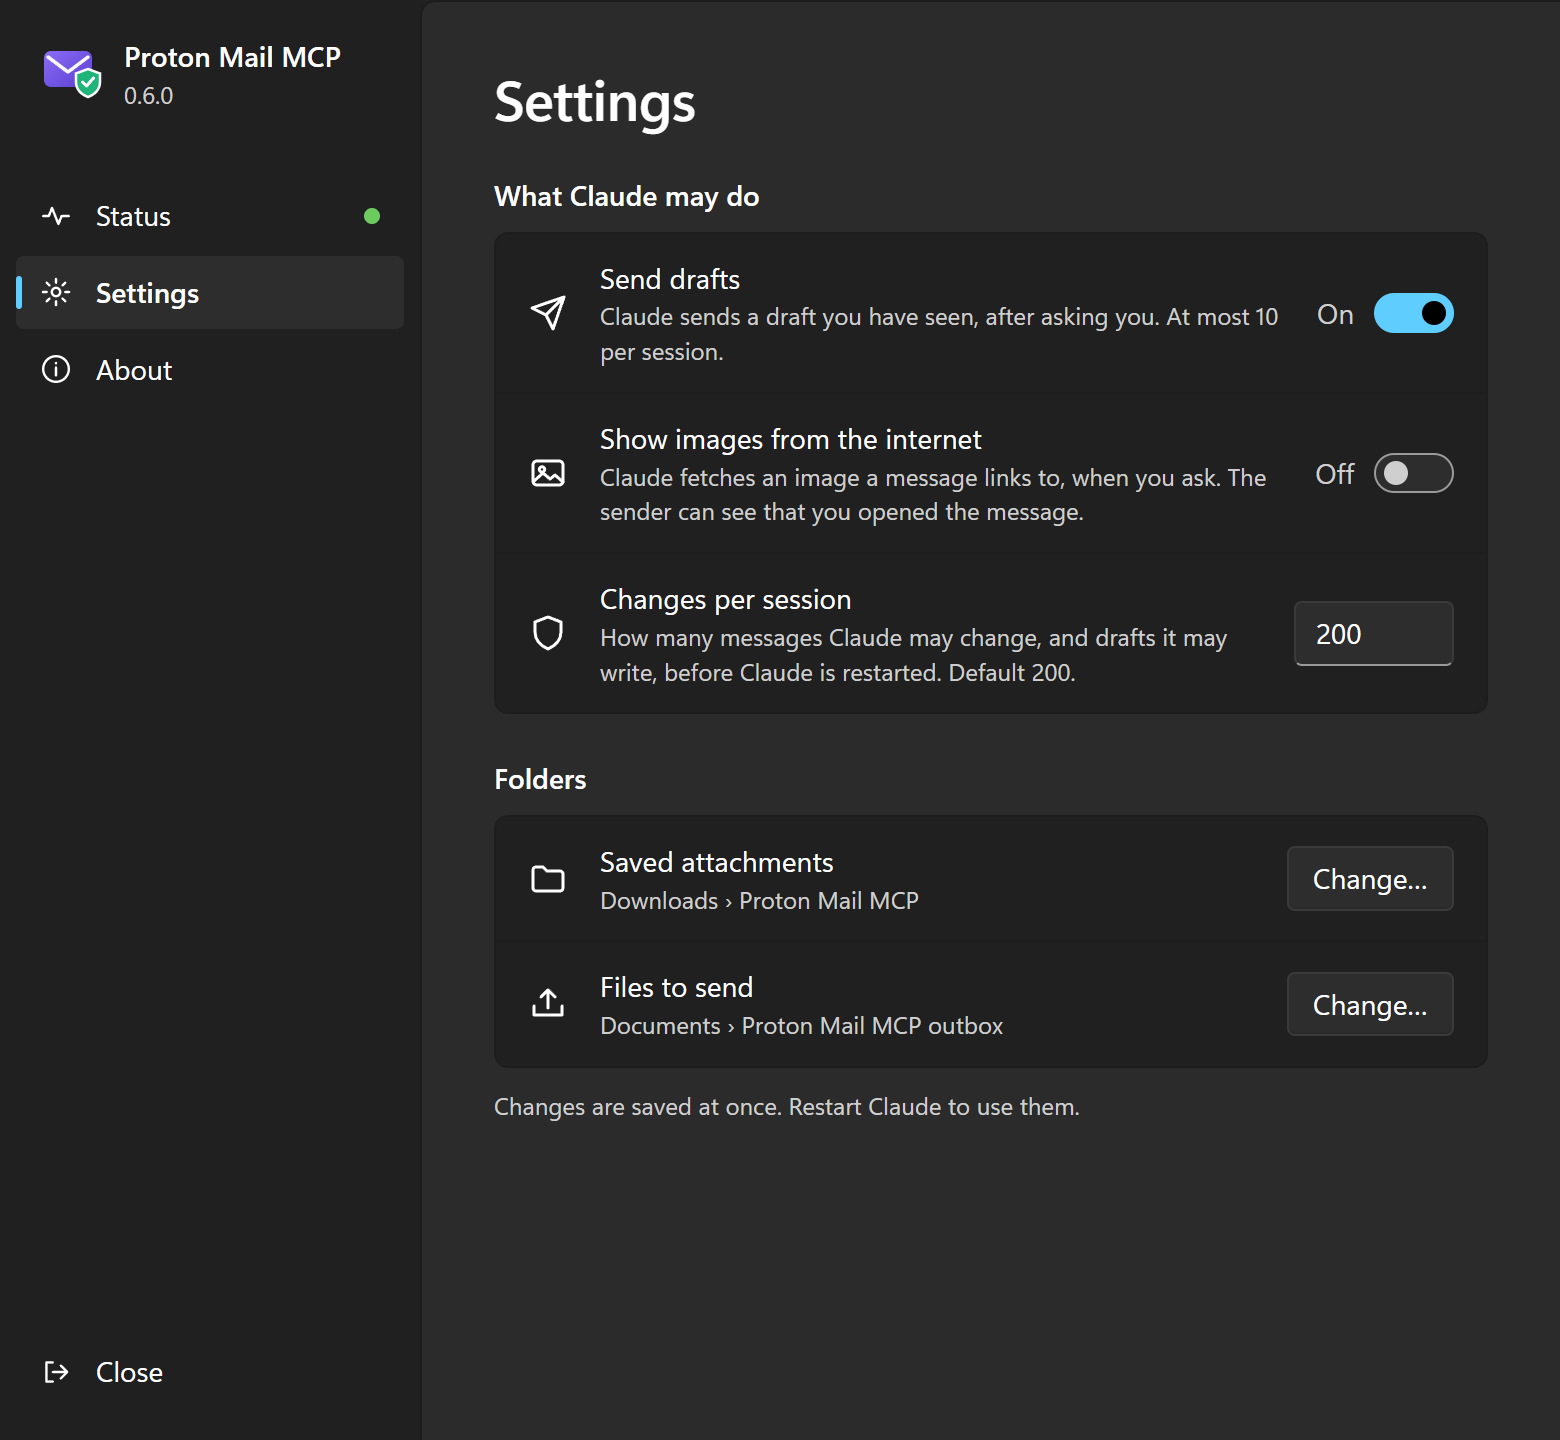 Proton Mail MCP
0.6.0
Status
Settings
About
Close
Settings
What Claude may do
Send drafts
Claude sends a draft you have seen, after asking you. At most 10
per session.
On
Show images from the internet
Claude fetches an image a message links to, when you ask. The
sender can see that you opened the message.
Off
Changes per session
How many messages Claude may change, and drafts it may
write, before Claude is restarted. Default 200.
200
Folders
Saved attachments
Downloads › Proton Mail MCP
Change...
Files to send
Documents › Proton Mail MCP outbox
Change...
Changes are saved at once. Restart Claude to use them.